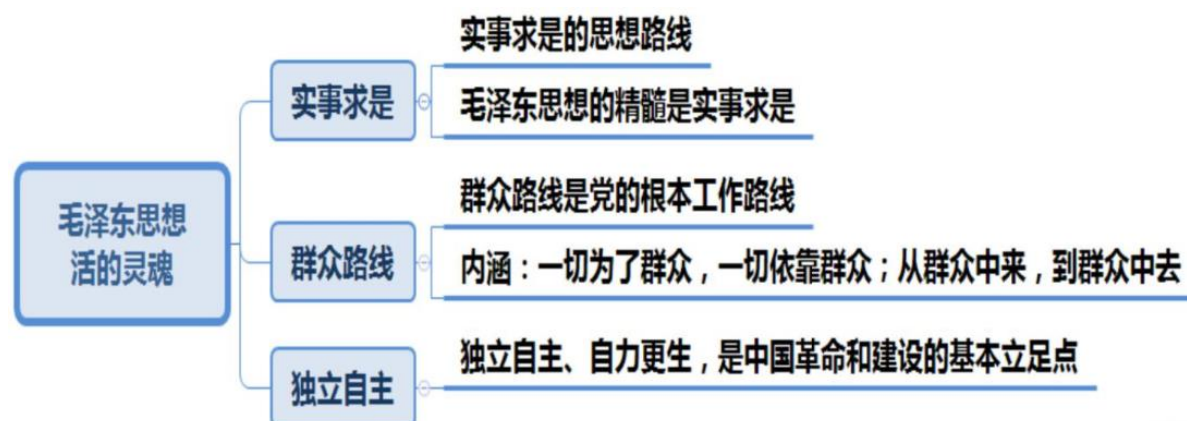 毛泽东思想
活的灵魂
实事求是
实事求是的思想路线
毛泽东思想的精髓是实事求是
群众路线
群众路线是党的根本工作路线
内涵：一切为了群众，一切依靠群众；从群众中来，到群众中去
独立自主
独立自主、自力更生，是中国革命和建设的基本立足点